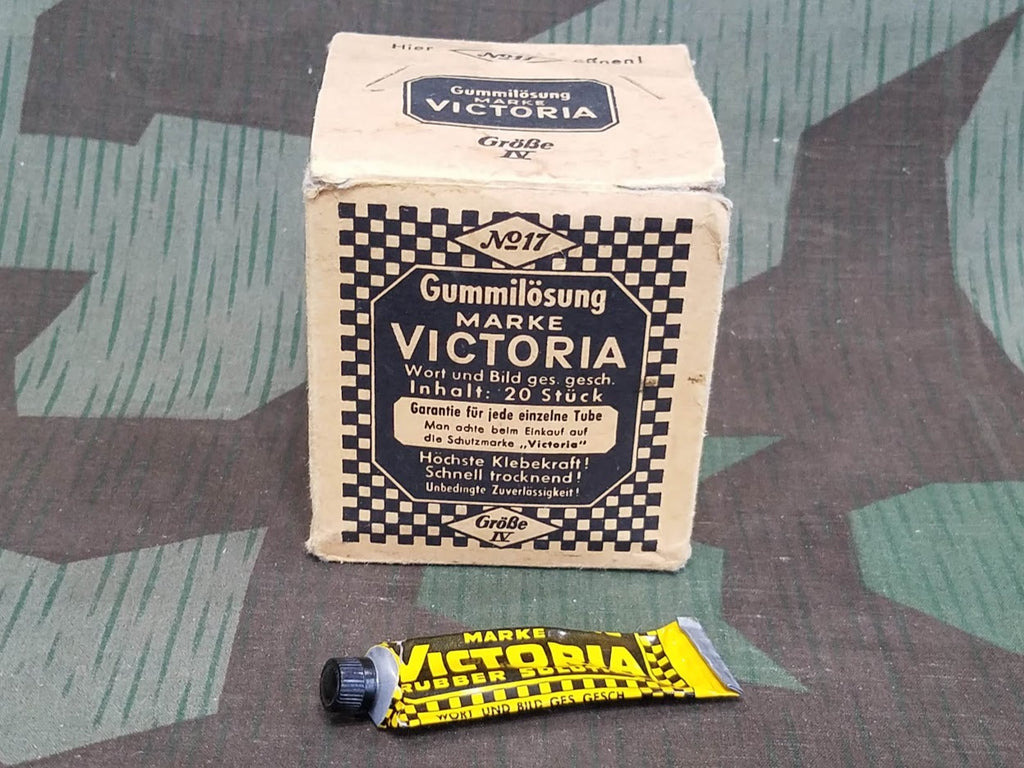 Hier No17 öffnen!
Gummilösung
MARKE
VICTORIA
Größe
IV
No17
Gummilösung
MARKE
VICTORIA
Wort und Bild ges. gesch.
Inhalt: 20 Stück
Garantie für jede einzelne Tube
Man achte beim Einkauf auf
die Schutzmarke „Victoria"
Höchste Klebekraft!
Schnell trocknend!
Unbedingte Zuverlässigkeit!
Größe
IV
MARKE
VICTORIA
RUBBER
WORT UND BILD GES GESCH